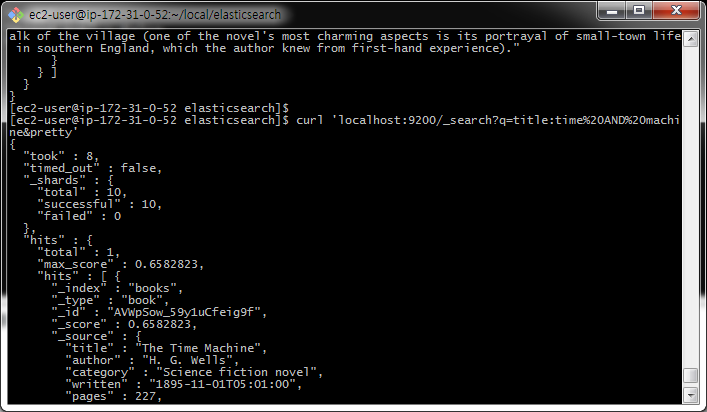 ec2-user@ip-172-31-0-52:~/local/elasticsearch
alk of the village (one of the novel's most charming aspects is its portrayal of small-town life
 in southern England, which the author knew from first-hand experience)."
      }
    } ]
  }
}
[ec2-user@ip-172-31-0-52 elasticsearch]$
[ec2-user@ip-172-31-0-52 elasticsearch]$ curl 'localhost:9200/_search?q=title:time%20AND%20machi
ne&pretty'
{
  "took" : 8,
  "timed_out" : false,
  "_shards" : {
    "total" : 10,
    "successful" : 10,
    "failed" : 0
  },
  "hits" : {
    "total" : 1,
    "max_score" : 0.6582823,
    "hits" : [ {
      "_index" : "books",
      "_type" : "book",
      "_id" : "AVWpSow_59y1uCfeig9f",
      "_score" : 0.6582823,
      "_source" : {
        "title" : "The Time Machine",
        "author" : "H. G. Wells",
        "category" : "Science fiction novel",
        "written" : "1895-11-01T05:01:00",
        "pages" : 227,